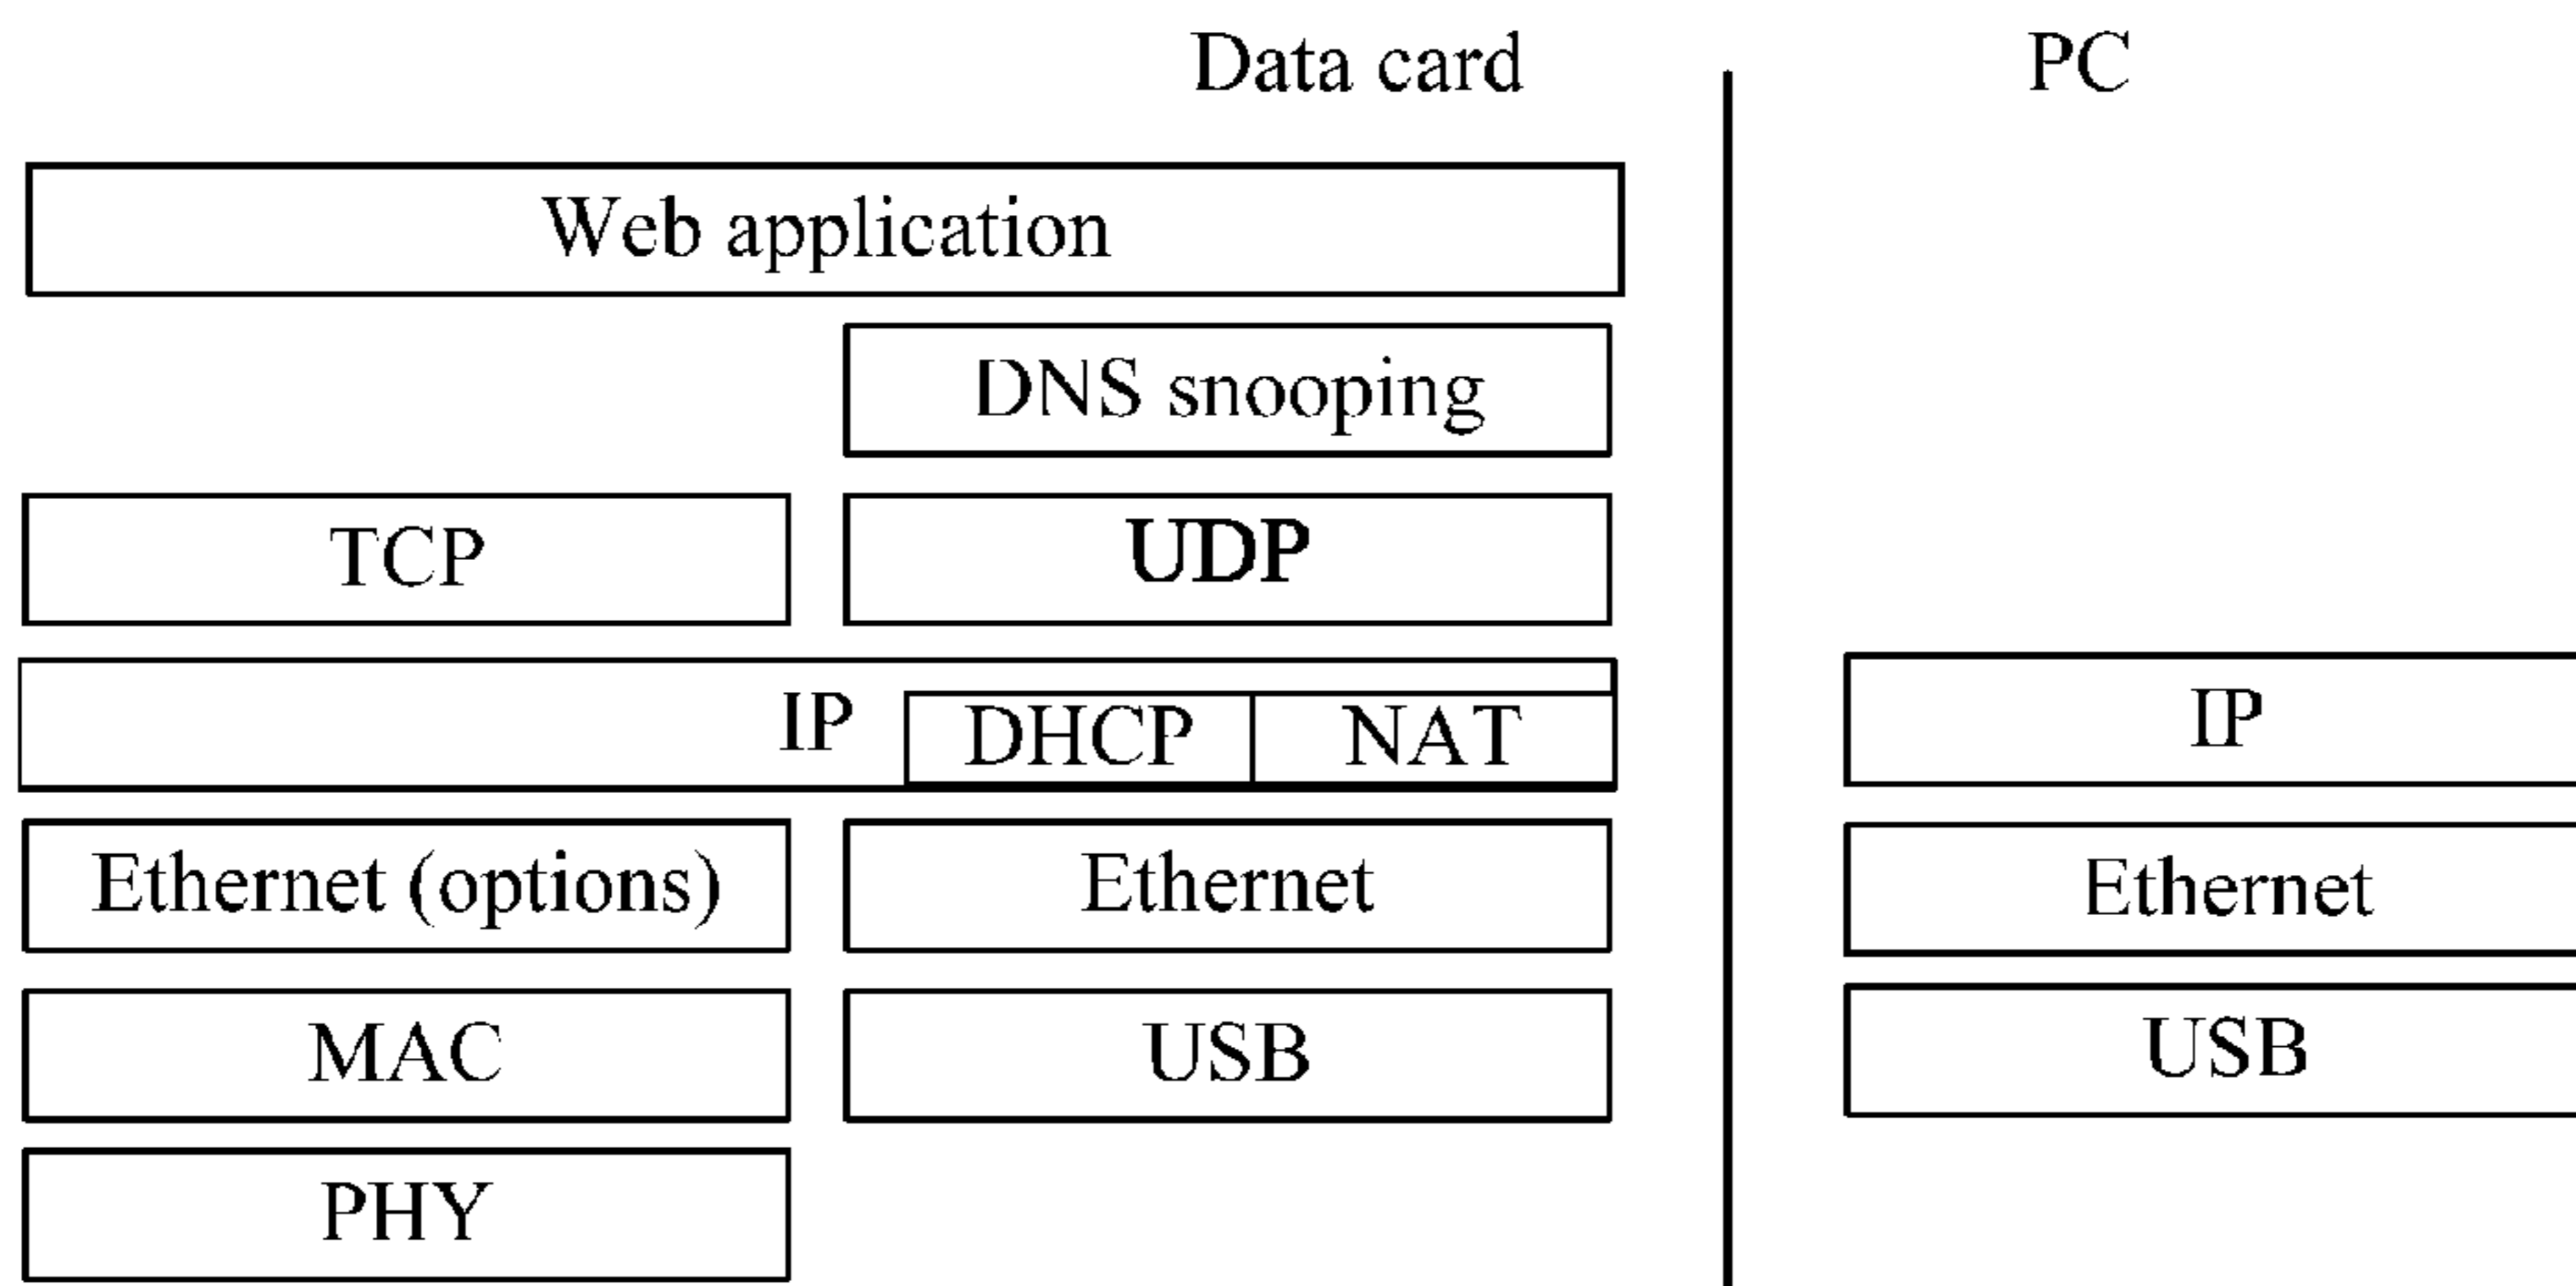 Data card
PC
Web application
DNS snooping
TCP
UDP
IP
DHCP
NAT
IP
Ethernet (options)
Ethernet
Ethernet
MAC
USB
USB
PHY